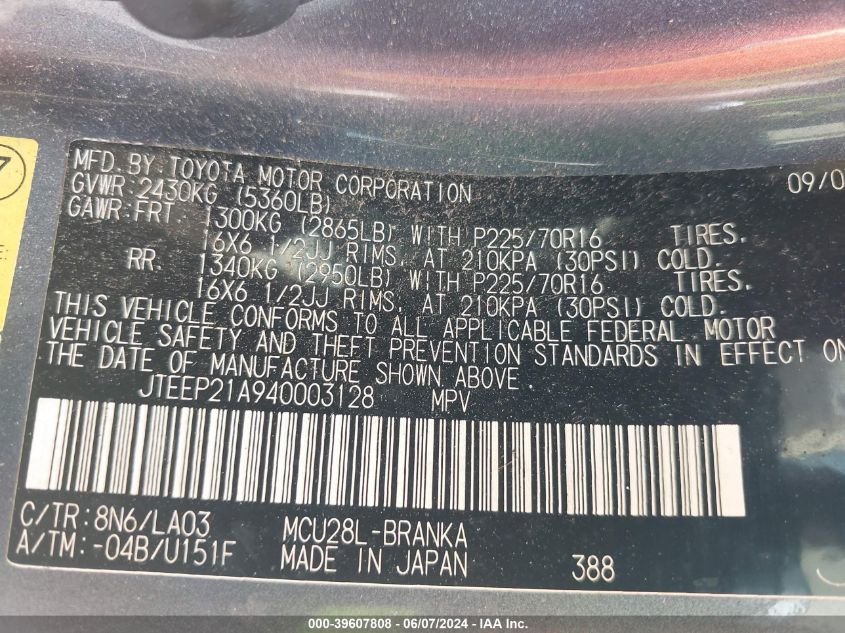 7
MFD. BY: TOYOTA MOTOR CORPORATION 09/0
GVWR: 2430KG (5360LB)
GAWR: FRT. 1300KG (2865LB) WITH P225/70R16 TIRES,
16X6 1/2JJ RIMS, AT 210KPA (30PSI) COLD.
RR. 1340KG (2950LB) WITH P225/70R16 TIRES,
16X6 1/2JJ RIMS, AT 210KPA (30PSI) COLD.
THIS VEHICLE CONFORMS TO ALL APPLICABLE FEDERAL MOTOR
VEHICLE SAFETY AND THEFT PREVENTION STANDARDS IN EFFECT ON
THE DATE OF MANUFACTURE SHOWN ABOVE.
JTEEP21A940003128 MPV
C/TR: 8N6/LA03 MCU28L-BRANKA
A/TM: -04B/U151F MADE IN JAPAN 388
000-39607808 - 06/07/2024 - IAAI Inc.